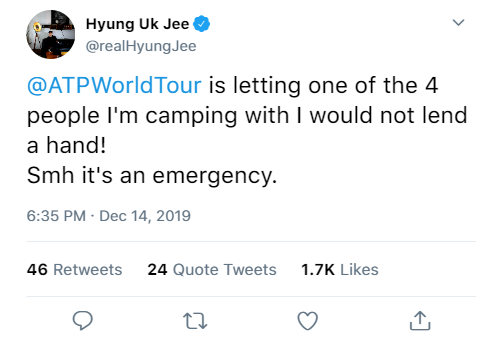 Hyung Uk Jee
@realHyungJee
@ATPWorldTour is letting one of the 4
people I'm camping with I would not lend
a hand!
Smh it's an emergency.
6:35 PM · Dec 14, 2019
46 Retweets 24 Quote Tweets 1.7K Likes